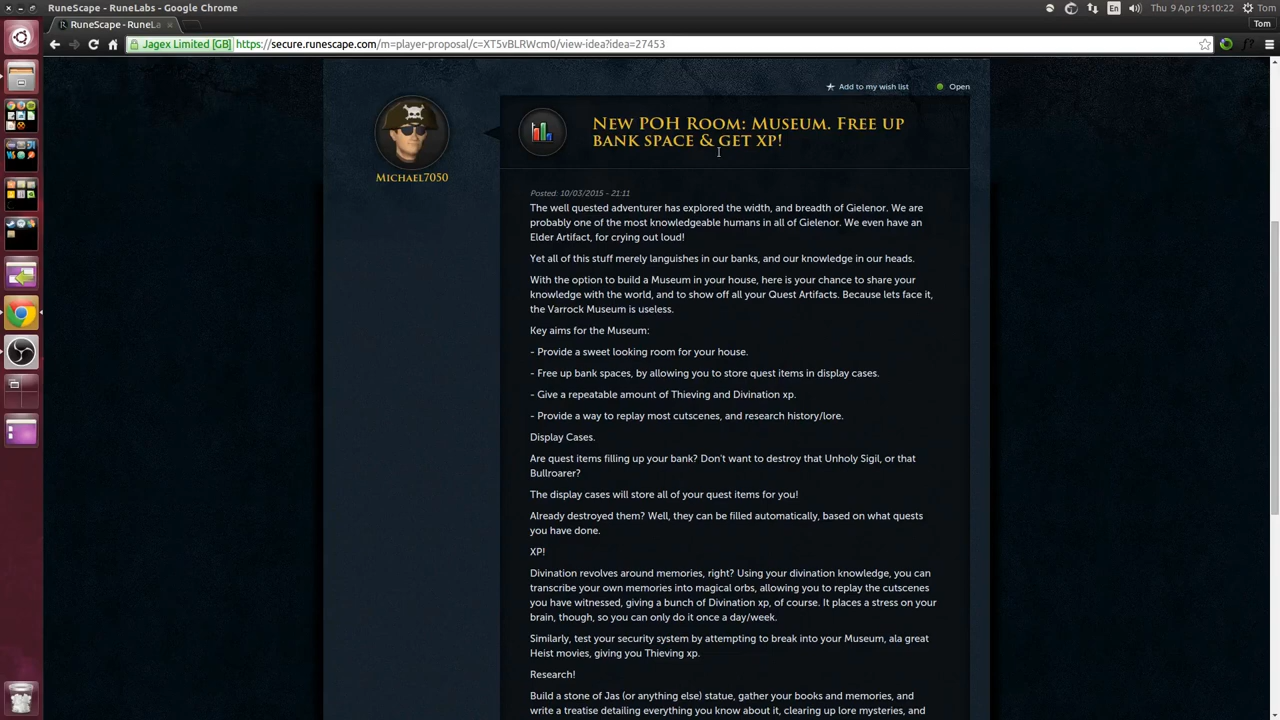 RuneScape - RuneLabs - Google Chrome
En
Thu 9 Apr 19:10:22
Tom
RuneScape - RuneLa
Tom
Jagex Limited [GB]
https://secure.runescape.com/m=player-proposal/c=XT5vBLRWcm0/view-idea?idea=27453
Add to my wish list
Open
New POH Room: Museum. Free up
bank space & get XP!
Michael7050
Posted: 10/03/2015 - 21:11
The well quested adventurer has explored the width, and breadth of Gielenor. We are
probably one of the most knowledgeable humans in all of Gielenor. We even have an
Elder Artifact, for crying out loud!
Yet all of this stuff merely languishes in our banks, and our knowledge in our heads.
With the option to build a Museum in your house, here is your chance to share your
knowledge with the world, and to show off all your Quest Artifacts. Because lets face it,
the Varrock Museum is useless.
Key aims for the Museum:
- Provide a sweet looking room for your house.
- Free up bank spaces, by allowing you to store quest items in display cases.
- Give a repeatable amount of Thieving and Divination xp.
- Provide a way to replay most cutscenes, and research history/lore.
Display Cases.
Are quest items filling up your bank? Don't want to destroy that Unholy Sigil, or that
Bullroarer?
The display cases will store all of your quest items for you!
Already destroyed them? Well, they can be filled automatically, based on what quests
you have done.
XP!
Divination revolves around memories, right? Using your divination knowledge, you can
transcribe your own memories into magical orbs, allowing you to replay the cutscenes
you have witnessed, giving a bunch of Divination xp, of course. It places a stress on your
brain, though, so you can only do it once a day/week.
Similarly, test your security system by attempting to break into your Museum, ala great
Heist movies, giving you Thieving xp.
Research!
Build a stone of Jas (or anything else) statue, gather your books and memories, and
write a treatise detailing everything you know about it, clearing up lore mysteries, and